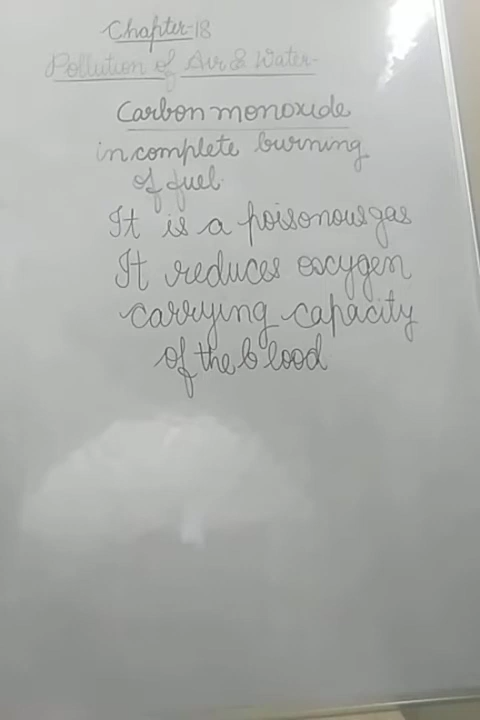 Chapter-18
Pollution of Air & Water-
Carbon monoxide
incomplete burning
of fuel.
It is a poisonous gas
It reduces oxygen
carrying capacity
of the blood